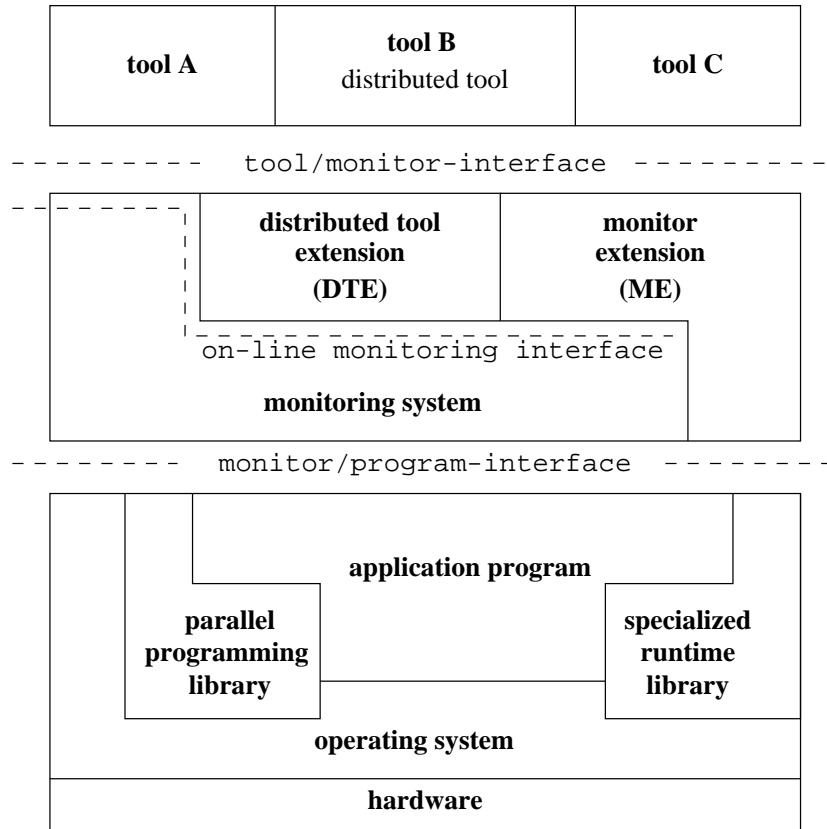 tool A
tool B
distributed tool
tool C
tool/monitor-interface
distributed tool
extension
(DTE)
monitor
extension
(ME)
on-line monitoring interface
monitoring system
monitor/program-interface
application program
parallel
programming
library
specialized
runtime
library
operating system
hardware